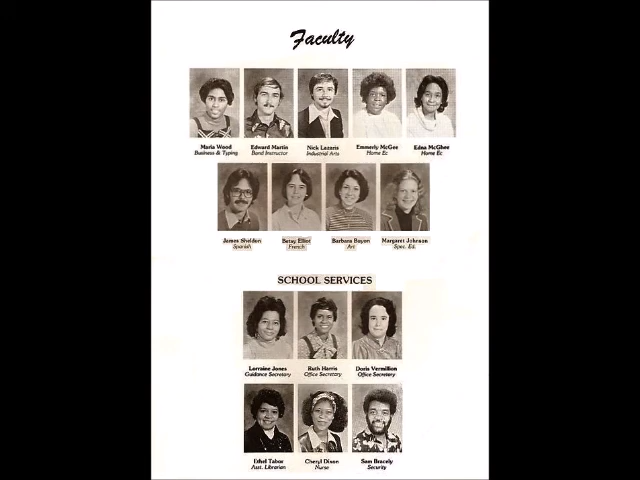 Faculty
Maria Wood Edward Martin Nick Lazaris Emmerly McGee Edna McGhee
Business & Typing Band Instructor Industrial Arts Home Ec Home Ec
James Sheldon Betsy Elliot Barbara Boyon Margaret Johnson
Spanish French Art Spec. Ed.
SCHOOL SERVICES
Lorraine Jones Ruth Harris Doris Vermillion
Guidance Secretary Office Secretary Office Secretary
Ethel Tabor Cheryl Dixon Sam Bracely
Asst. Librarian Nurse Security